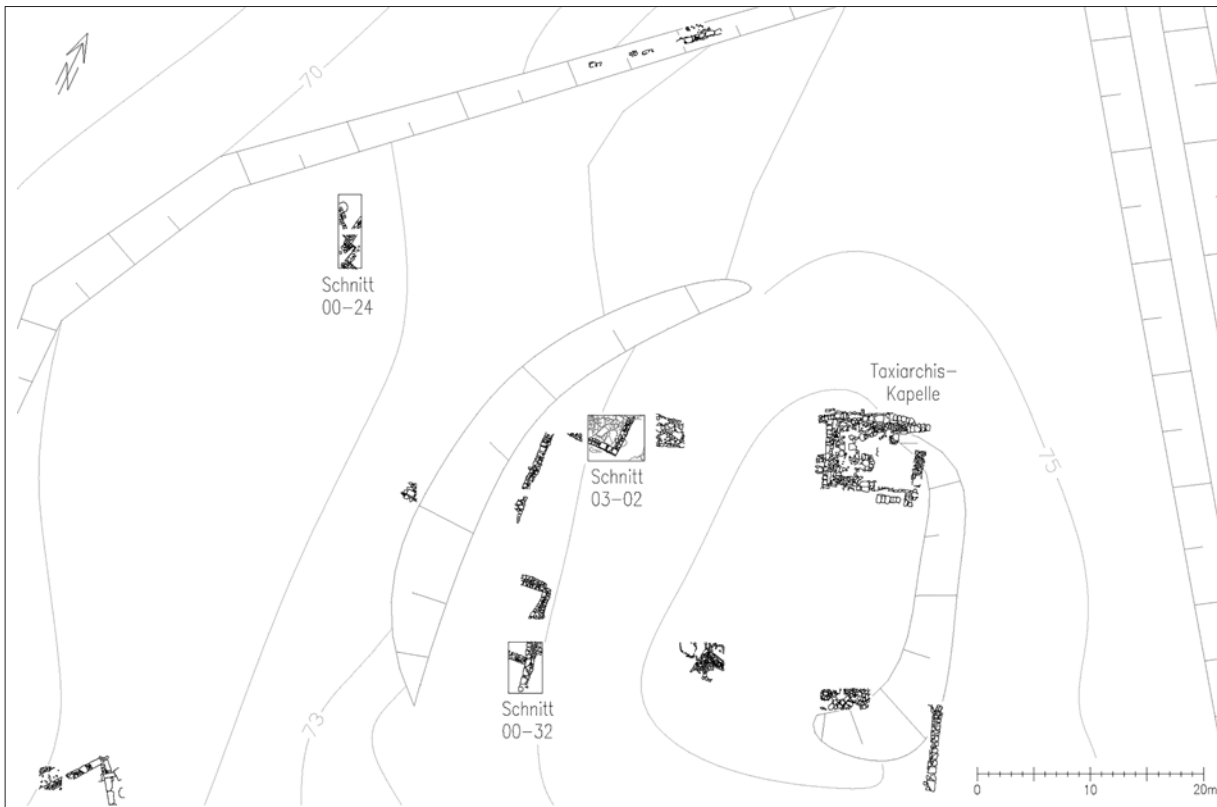 N
70
Schnitt
00-24
Taxiarchis-
Kapelle
75
Schnitt
03-02
73
Schnitt
00-32
0
10
20m